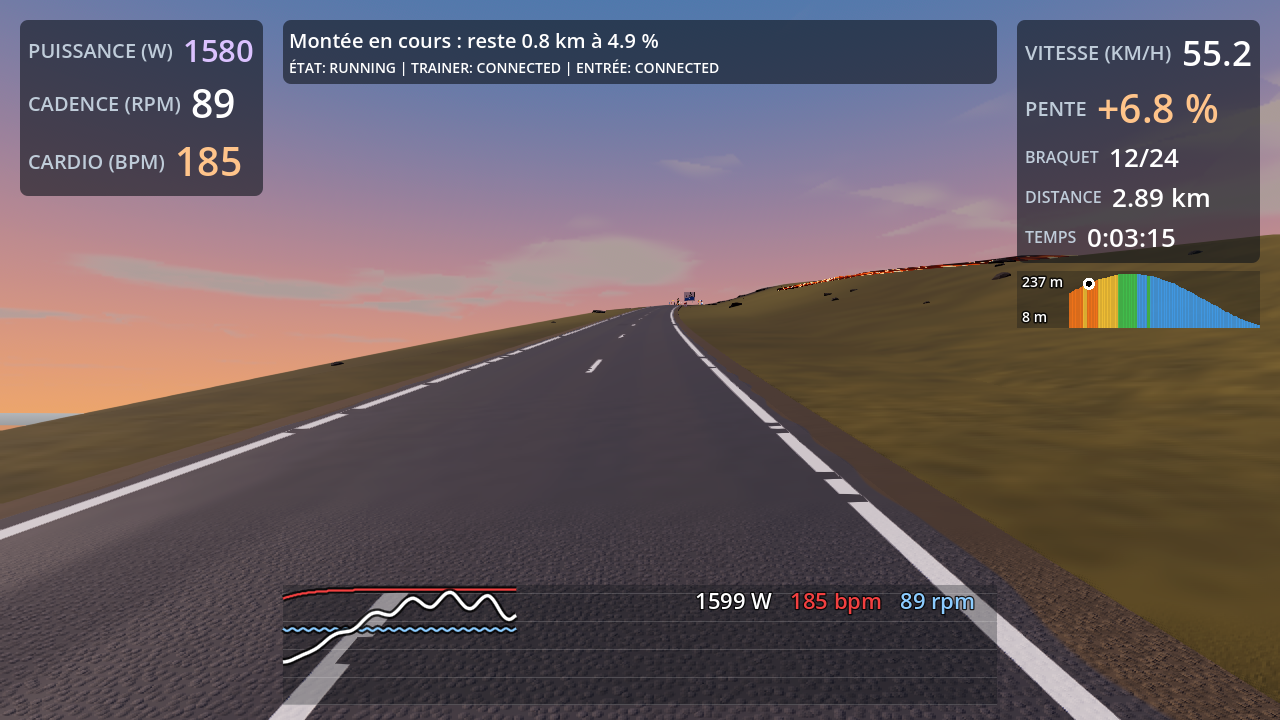 PUISSANCE (W) 1580
CADENCE (RPM) 89
CARDIO (BPM) 185
Montée en cours : reste 0.8 km à 4.9 %
ÉTAT: RUNNING | TRAINER: CONNECTED | ENTRÉE: CONNECTED
VITESSE (KM/H) 55.2
PENTE +6.8 %
BRAQUET 12/24
DISTANCE 2.89 km
TEMPS 0:03:15
237 m
8 m
1599 W 185 bpm 89 rpm